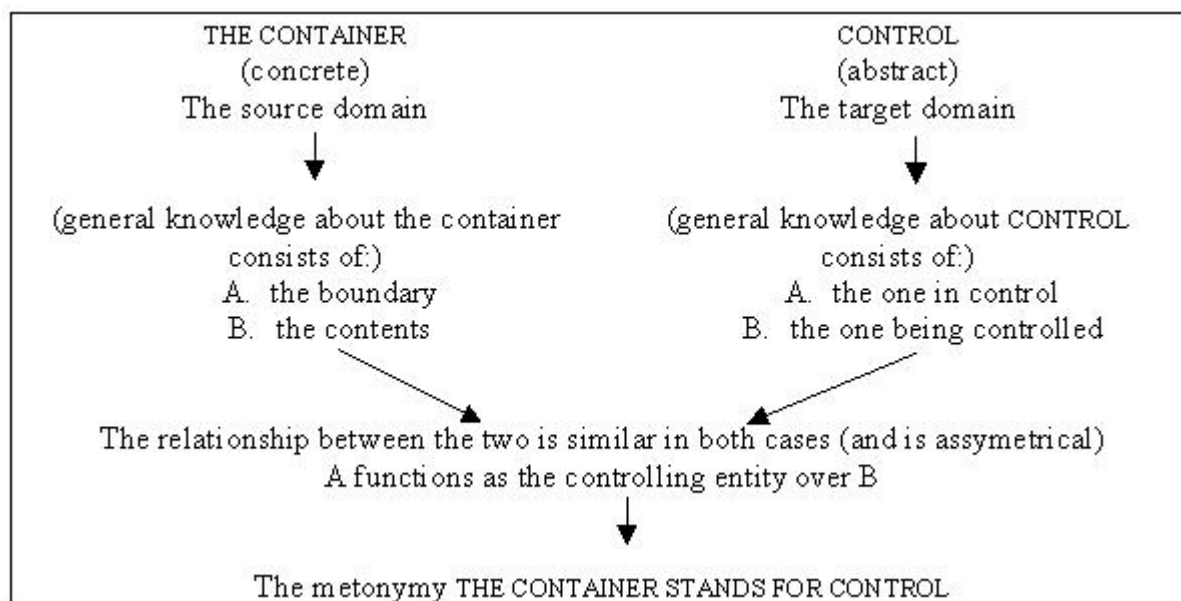 THE CONTAINER
(concrete)
The source domain
CONTROL
(abstract)
The target domain
(general knowledge about the container
consists of:)
A. the boundary
B. the contents
(general knowledge about CONTROL
consists of:)
A. the one in control
B. the one being controlled
The relationship between the two is similar in both cases (and is assymetrical)
A functions as the controlling entity over B
The metonymy THE CONTAINER STANDS FOR CONTROL